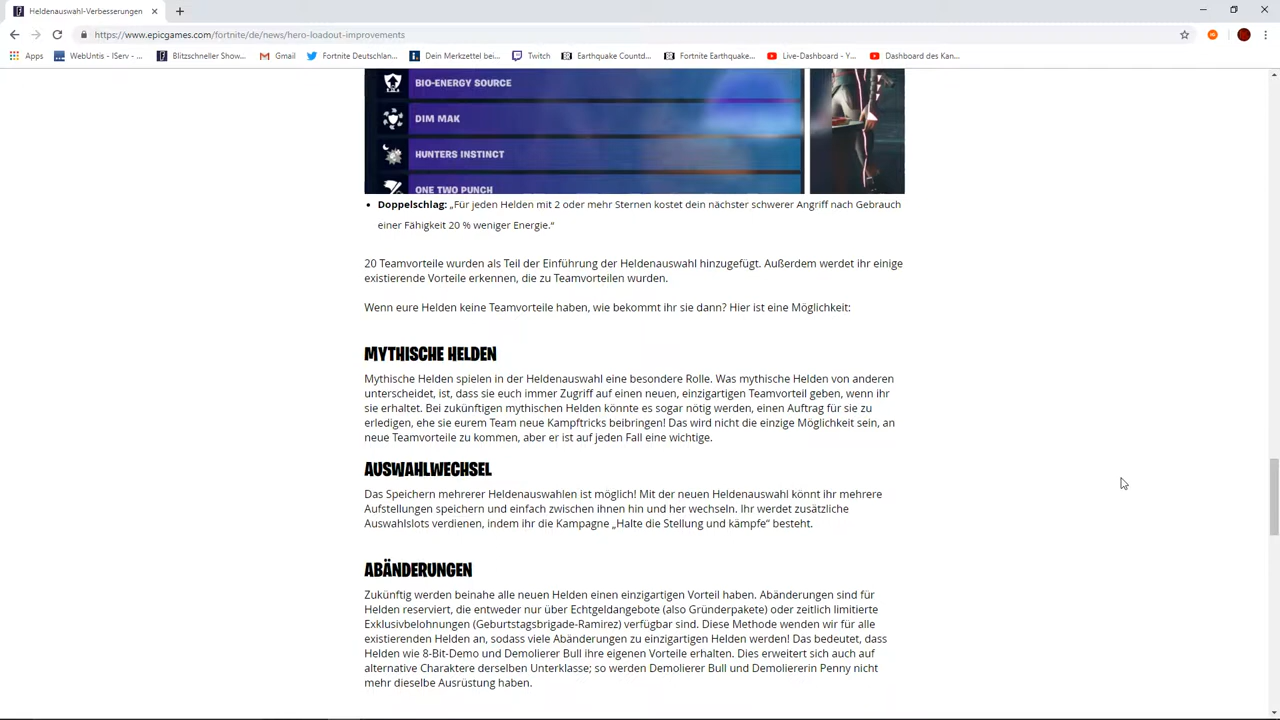 Heldenauswahl-Verbesserungen
https://www.epicgames.com/fortnite/de/news/hero-loadout-improvements
Apps WebUntis - IServ - ... Blitzschneller Show... Gmail Fortnite Deutschlan... Dein Merkzettel bei... Twitch Earthquake Countd... Fortnite Earthquake... Live-Dashboard - Y... Dashboard des Kan...
BIO-ENERGY SOURCE
DIM MAK
HUNTERS INSTINCT
ONE TWO PUNCH
• Doppelschlag: „Für jeden Helden mit 2 oder mehr Sternen kostet dein nächster schwerer Angriff nach Gebrauch
einer Fähigkeit 20 % weniger Energie.“
20 Teamvorteile wurden als Teil der Einführung der Heldenauswahl hinzugefügt. Außerdem werdet ihr einige
existierende Vorteile erkennen, die zu Teamvorteilen wurden.
Wenn eure Helden keine Teamvorteile haben, wie bekommt ihr sie dann? Hier ist eine Möglichkeit:
MYTHISCHE HELDEN
Mythische Helden spielen in der Heldenauswahl eine besondere Rolle. Was mythische Helden von anderen
unterscheidet, ist, dass sie euch immer Zugriff auf einen neuen, einzigartigen Teamvorteil geben, wenn ihr
sie erhaltet. Bei zukünftigen mythischen Helden könnte es sogar nötig werden, einen Auftrag für sie zu
erledigen, ehe sie eurem Team neue Kampftricks beibringen! Das wird nicht die einzige Möglichkeit sein, an
neue Teamvorteile zu kommen, aber er ist auf jeden Fall eine wichtige.
AUSWAHLWECHSEL
Das Speichern mehrerer Heldenauswahlen ist möglich! Mit der neuen Heldenauswahl könnt ihr mehrere
Aufstellungen speichern und einfach zwischen ihnen hin und her wechseln. Ihr werdet zusätzliche
Auswahlslots verdienen, indem ihr die Kampagne „Halte die Stellung und kämpfe“ besteht.
ABÄNDERUNGEN
Zukünftig werden beinahe alle neuen Helden einen einzigartigen Vorteil haben. Abänderungen sind für
Helden reserviert, die entweder nur über Echtgeldangebote (also Gründerpakete) oder zeitlich limitierte
Exklusivbelohnungen (Geburtstagsbrigade-Ramirez) verfügbar sind. Diese Methode wenden wir für alle
existierenden Helden an, sodass viele Abänderungen zu einzigartigen Helden werden! Das bedeutet, dass
Helden wie 8-Bit-Demo und Demolierer Bull ihre eigenen Vorteile erhalten. Dies erweitert sich auch auf
alternative Charaktere derselben Unterklasse; so werden Demolierer Bull und Demoliererin Penny nicht
mehr dieselbe Ausrüstung haben.